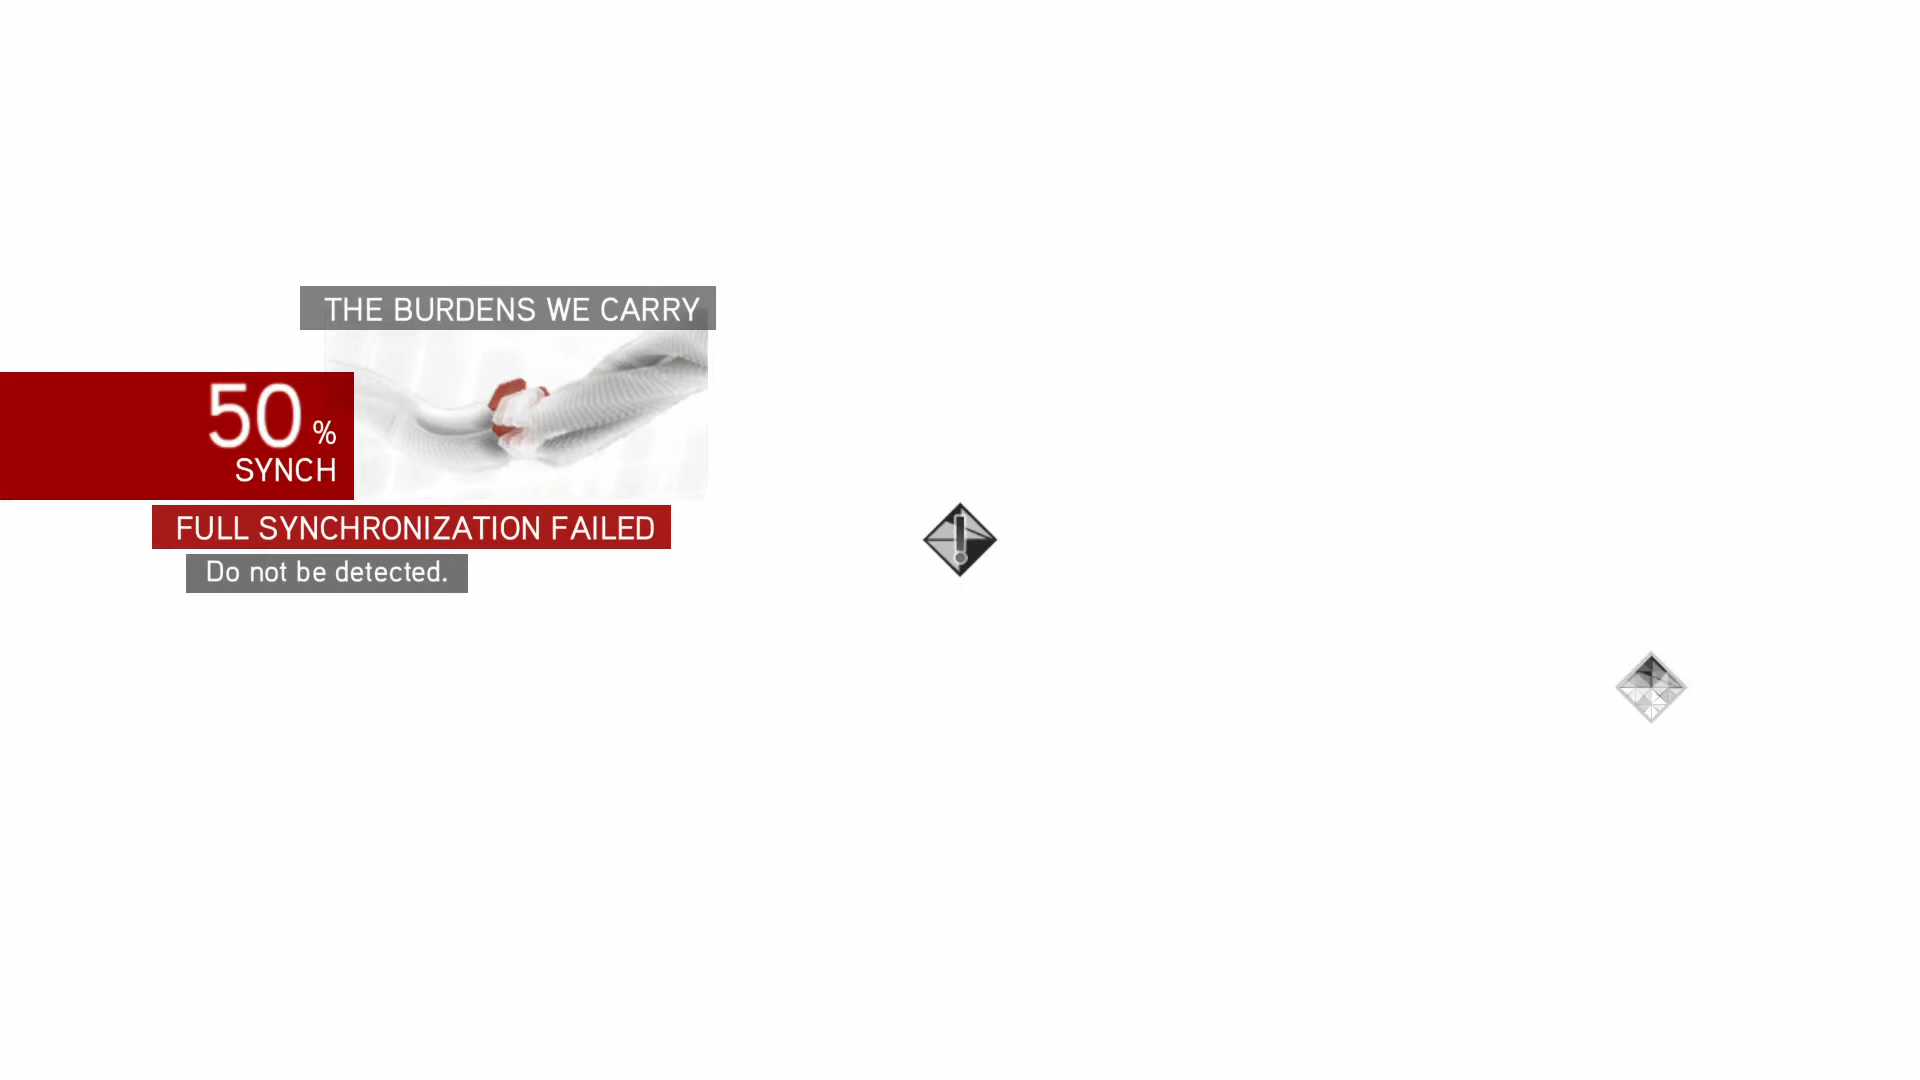 THE BURDENS WE CARRY
50 %
SYNCH
FULL SYNCHRONIZATION FAILED
Do not be detected.